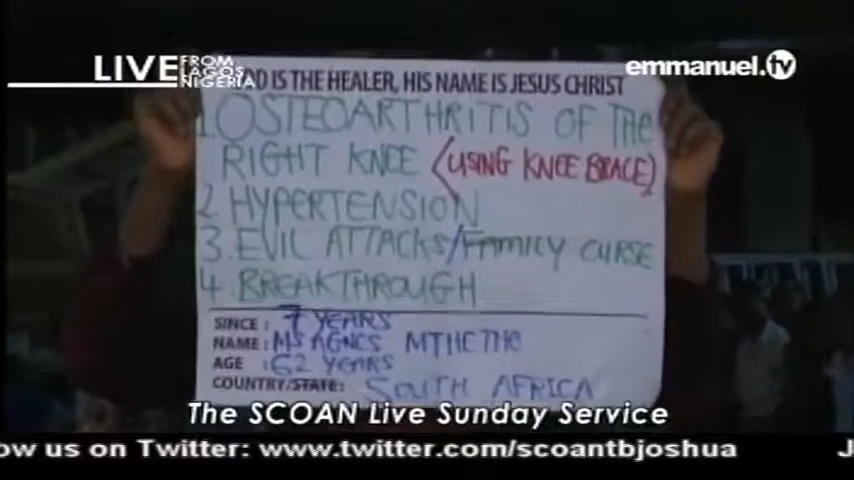 LIVE FROM LAGOS NIGERIA
emmanuel.tv
OD IS THE HEALER, HIS NAME IS JESUS CHRIST
1. OSTEOARTHRITIS OF THE
RIGHT KNEE (USING KNEE BRACE)
2 HYPERTENSION
3. EVIL ATTACKS/FAMILY CURSE
4. BREAKTHROUGH
SINCE: 7 YEARS
NAME: MS AGNES MTHETHO
AGE : 62 YEARS
COUNTRY/STATE: SOUTH AFRICA
The SCOAN Live Sunday Service
ow us on Twitter: www.twitter.com/scoantbjoshua J